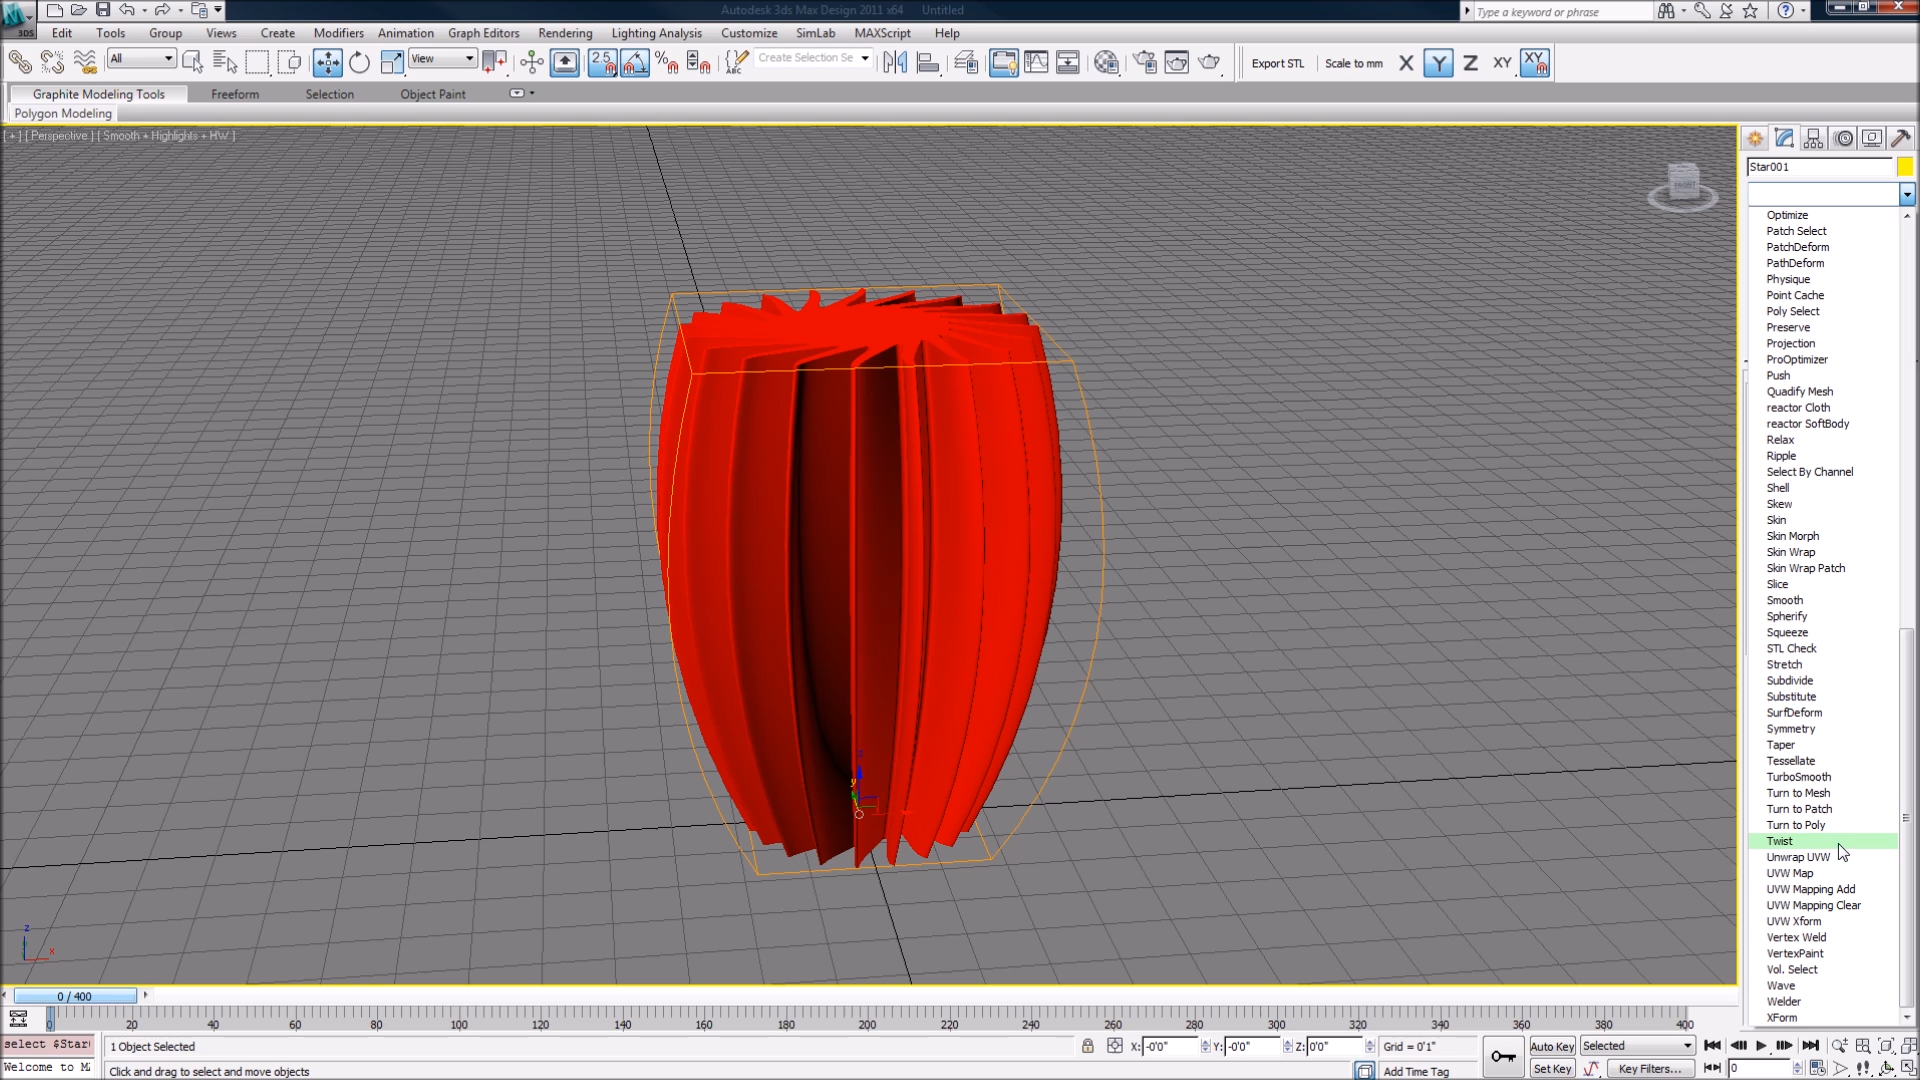 Autodesk 3ds Max Design 2011 x64 Untitled
Type a keyword or phrase
3DS
Edit Tools Group Views Create Modifiers Animation Graph Editors Rendering Lighting Analysis Customize SimLab MAXScript Help
All View 2.5 % ABC Create Selection Se Export STL Scale to mm X Y Z XY XY
Graphite Modeling Tools Freeform Selection Object Paint
Polygon Modeling
[ + ] [ Perspective ] [ Smooth + Highlights + HW ]
FRONT
Star001
Optimize
Patch Select
PatchDeform
PathDeform
Physique
Point Cache
Poly Select
Preserve
Projection
ProOptimizer
Push
Quadify Mesh
reactor Cloth
reactor SoftBody
Relax
Ripple
Select By Channel
Shell
Skew
Skin
Skin Morph
Skin Wrap
Skin Wrap Patch
Slice
Smooth
Spherify
Squeeze
STL Check
Stretch
Subdivide
Substitute
SurfDeform
Symmetry
Taper
Tessellate
TurboSmooth
Turn to Mesh
Turn to Patch
Turn to Poly
Twist
Unwrap UVW
UVW Map
UVW Mapping Add
UVW Mapping Clear
UVW Xform
Vertex Weld
VertexPaint
Vol. Select
Wave
Welder
XForm
z
y
z
x
0 / 400
0 20 40 60 80 100 120 140 160 180 200 220 240 260 280 300 320 340 360 380 400
select $Star 1 Object Selected X: -0'0" Y: -0'0" Z: 0'0" Grid = 0'1" Auto Key Selected
Welcome to M Click and drag to select and move objects Add Time Tag Set Key Key Filters... 0